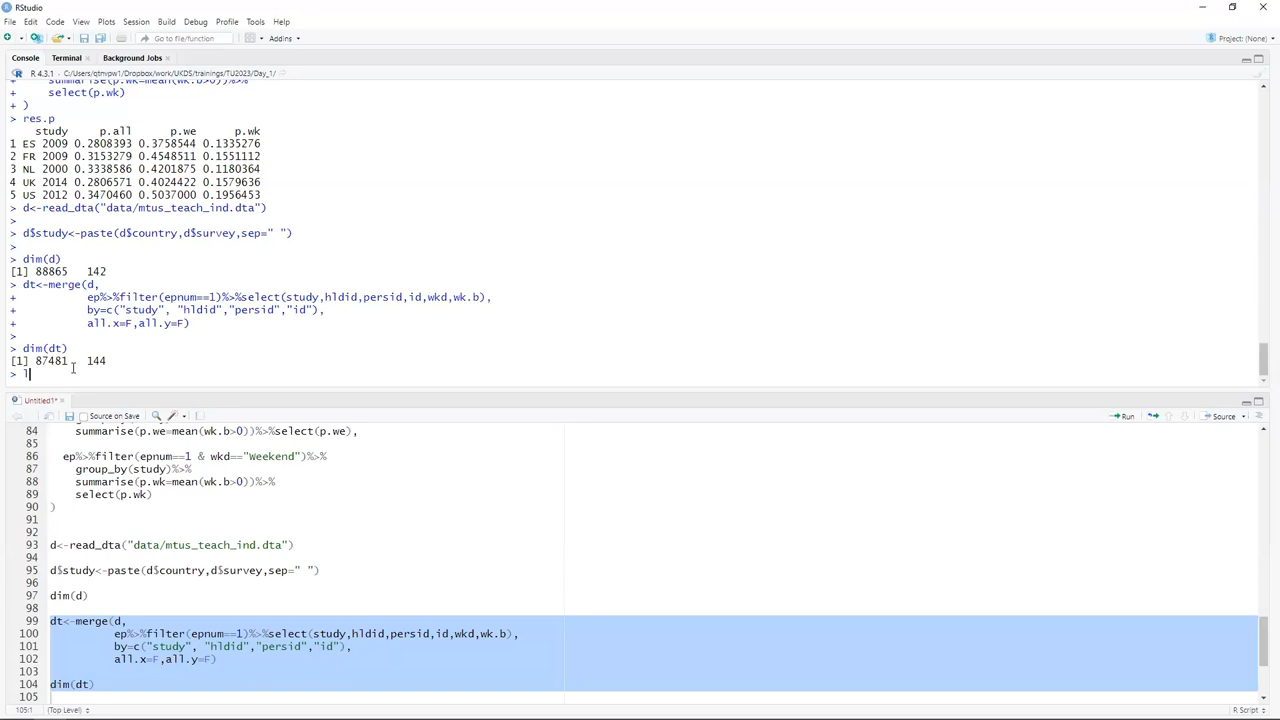 RStudio
File Edit Code View Plots Session Build Debug Profile Tools Help
Go to file/function Addins Project: (None)
Console Terminal Background Jobs
R 4.3.1 · C:/Users/qtnvpw1/Dropbox/work/UKDS/trainings/TU2023/Day_1/
+ summarise(p.wk=mean(wk.b>0))%>%
+ select(p.wk)
+ )
> res.p
study p.all p.we p.wk
1 ES 2009 0.2808393 0.3758544 0.1335276
2 FR 2009 0.3153279 0.4548511 0.1551112
3 NL 2000 0.3338586 0.4201875 0.1180364
4 UK 2014 0.2806571 0.4024422 0.1579636
5 US 2012 0.3470460 0.5037000 0.1956453
> d<-read_dta("data/mtus_teach_ind.dta")
>
> d$study<-paste(d$country,d$survey,sep=" ")
>
> dim(d)
[1] 88865 142
> dt<-merge(d,
+ ep%>%filter(epnum==1)%>%select(study,hldid,persid,id,wkd,wk.b),
+ by=c("study", "hldid","persid","id"),
+ all.x=F,all.y=F)
>
> dim(dt)
[1] 87481 144
> l
Untitled1*
Source on Save Run Source
84 summarise(p.we=mean(wk.b>0))%>%select(p.we),
85
86 ep%>%filter(epnum==1 & wkd=="Weekend")%>%
87 group_by(study)%>%
88 summarise(p.wk=mean(wk.b>0))%>%
89 select(p.wk)
90 )
91
92
93 d<-read_dta("data/mtus_teach_ind.dta")
94
95 d$study<-paste(d$country,d$survey,sep=" ")
96
97 dim(d)
98
99 dt<-merge(d,
100 ep%>%filter(epnum==1)%>%select(study,hldid,persid,id,wkd,wk.b),
101 by=c("study", "hldid","persid","id"),
102 all.x=F,all.y=F)
103
104 dim(dt)
105
105:1 (Top Level) R Script